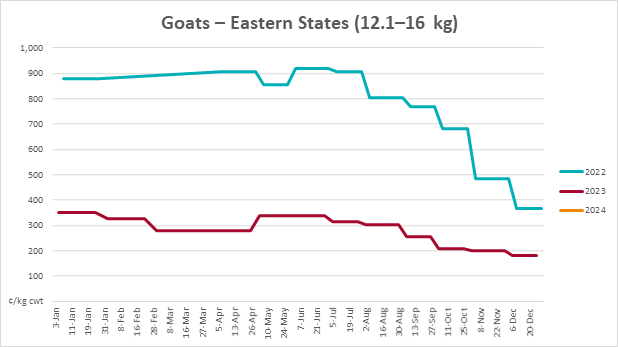 Goats – Eastern States (12.1–16 kg)
1,000
900
800
700
600
500
400
300
200
100
¢/kg cwt
3-Jan
11-Jan
19-Jan
31-Jan
8-Feb
16-Feb
28-Feb
8-Mar
16-Mar
27-Mar
5-Apr
13-Apr
26-Apr
10-May
24-May
7-Jun
21-Jun
5-Jul
19-Jul
2-Aug
16-Aug
30-Aug
13-Sep
27-Sep
11-Oct
25-Oct
8-Nov
22-Nov
6-Dec
20-Dec
2022
2023
2024